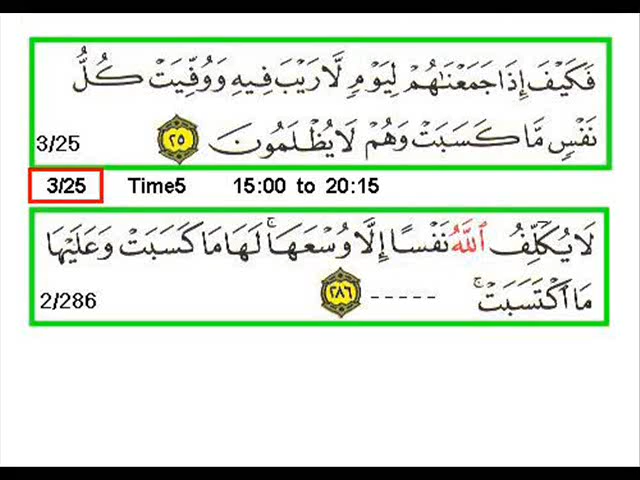 فَكَيْفَ إِذَا جَمَعْنَٰهُمْ لِيَوْمٍ لَّا رَيْبَ فِيهِ وَوُفِّيَتْ كُلُّ
نَفْسٍ مَّا كَسَبَتْ وَهُمْ لَا يُظْلَمُونَ ٢٥
3/25
3/25 Time5 15:00 to 20:15
لَا يُكَلِّفُ ٱللَّهُ نَفْسًا إِلَّا وُسْعَهَا ۚ لَهَا مَا كَسَبَتْ وَعَلَيْهَا
مَا ٱكْتَسَبَتْ ۚ ----- ٢٨٦
2/286